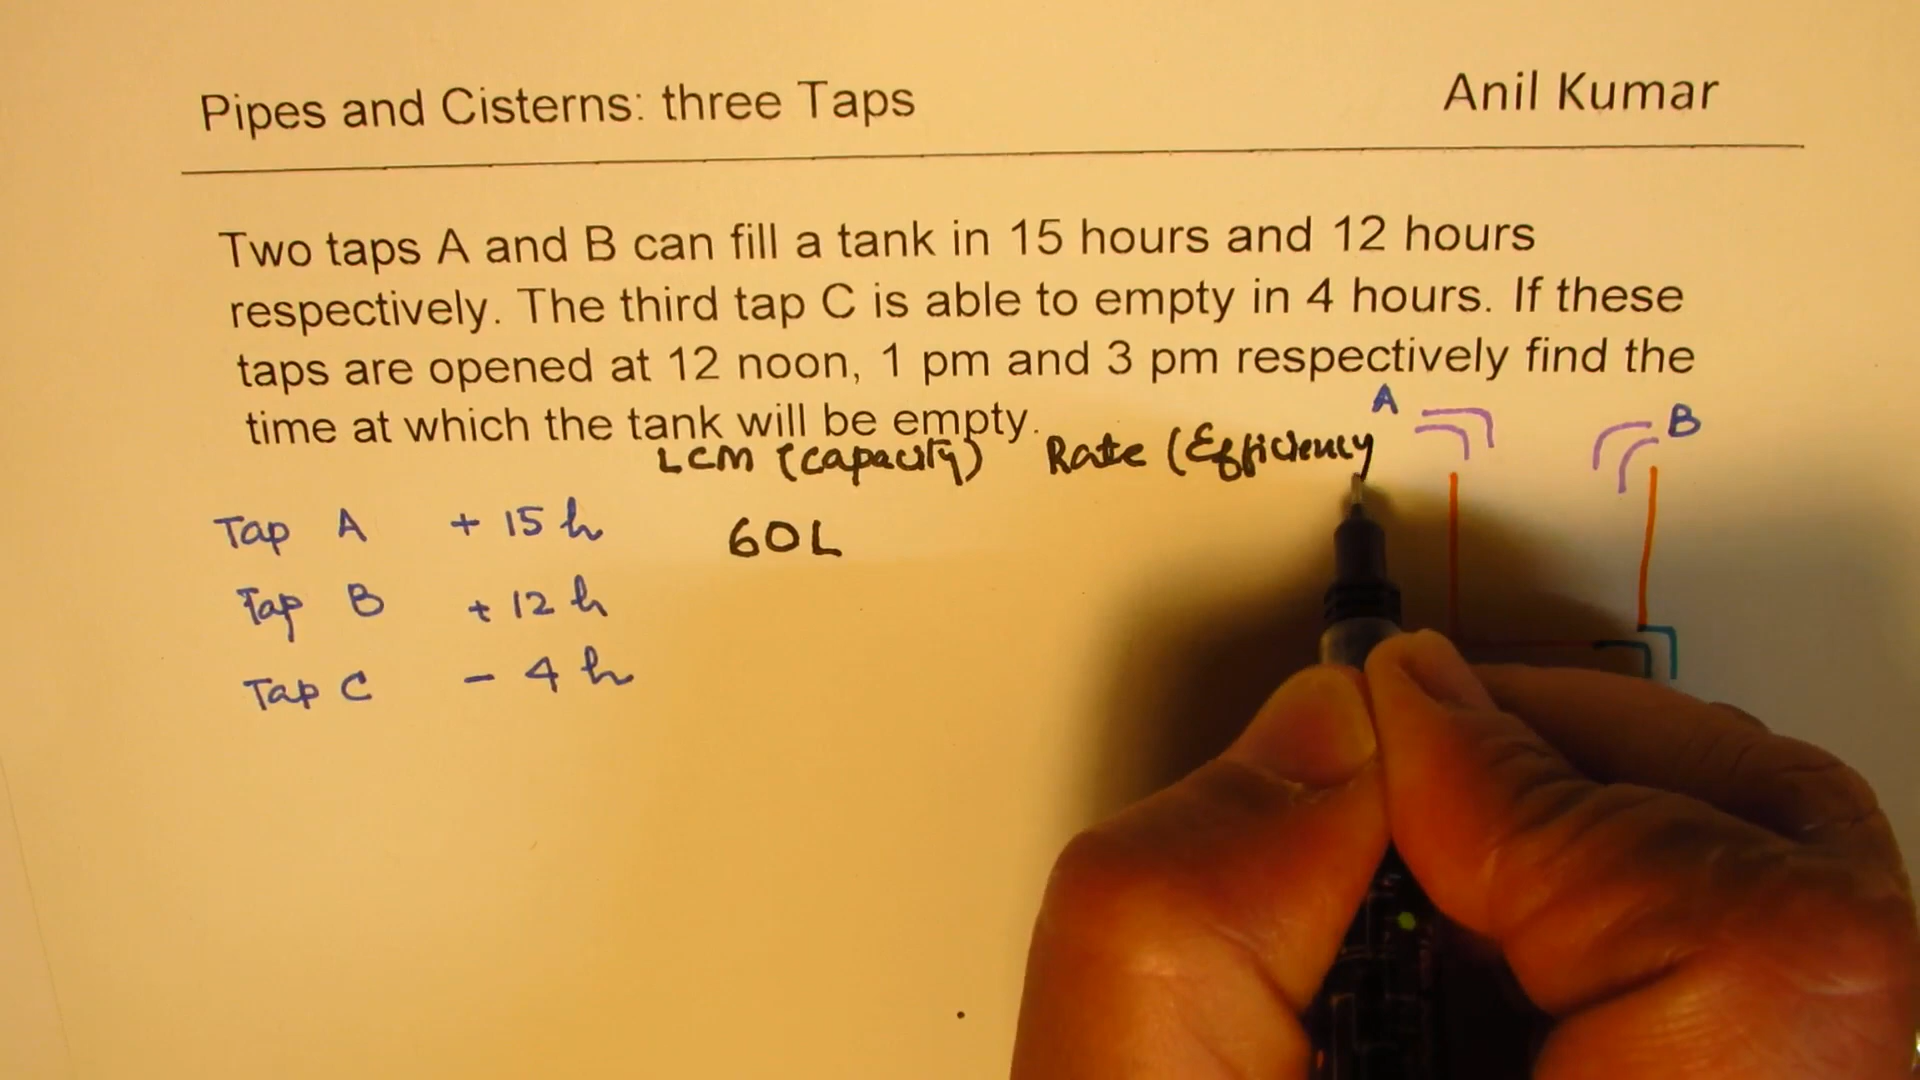 Pipes and Cisterns: three Taps Anil Kumar
Two taps A and B can fill a tank in 15 hours and 12 hours
respectively. The third tap C is able to empty in 4 hours. If these
taps are opened at 12 noon, 1 pm and 3 pm respectively find the
time at which the tank will be empty.
A B
LCM (capacity) Rate (Efficiency
Tap A + 15 h 60L
Tap B + 12 h
Tap C - 4 h